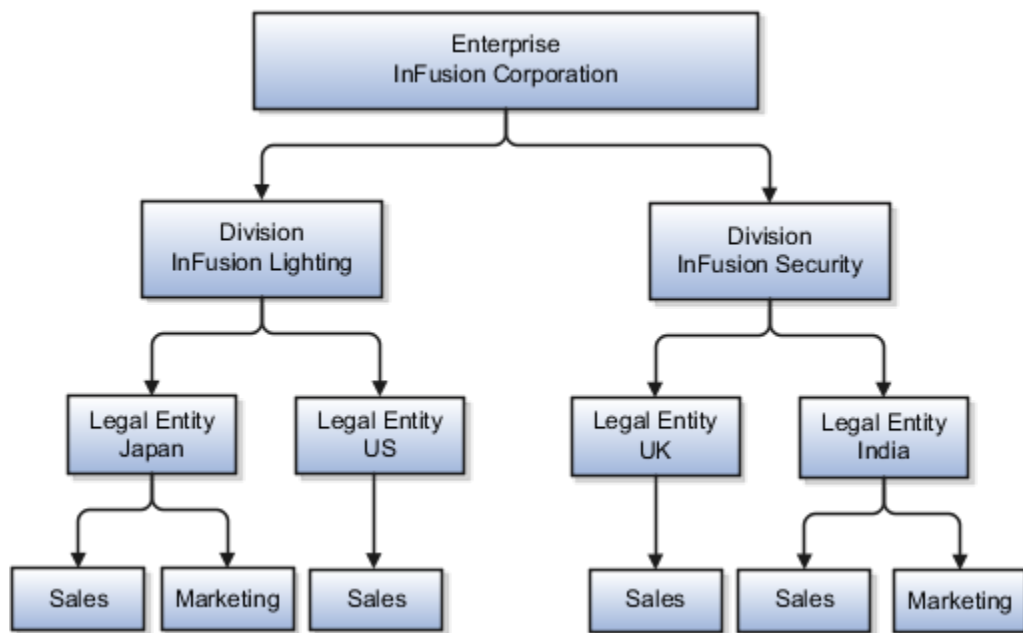 Enterprise
InFusion Corporation
Division
InFusion Lighting
Division
InFusion Security
Legal Entity
Japan
Legal Entity
US
Legal Entity
UK
Legal Entity
India
Sales
Marketing
Sales
Sales
Sales
Marketing